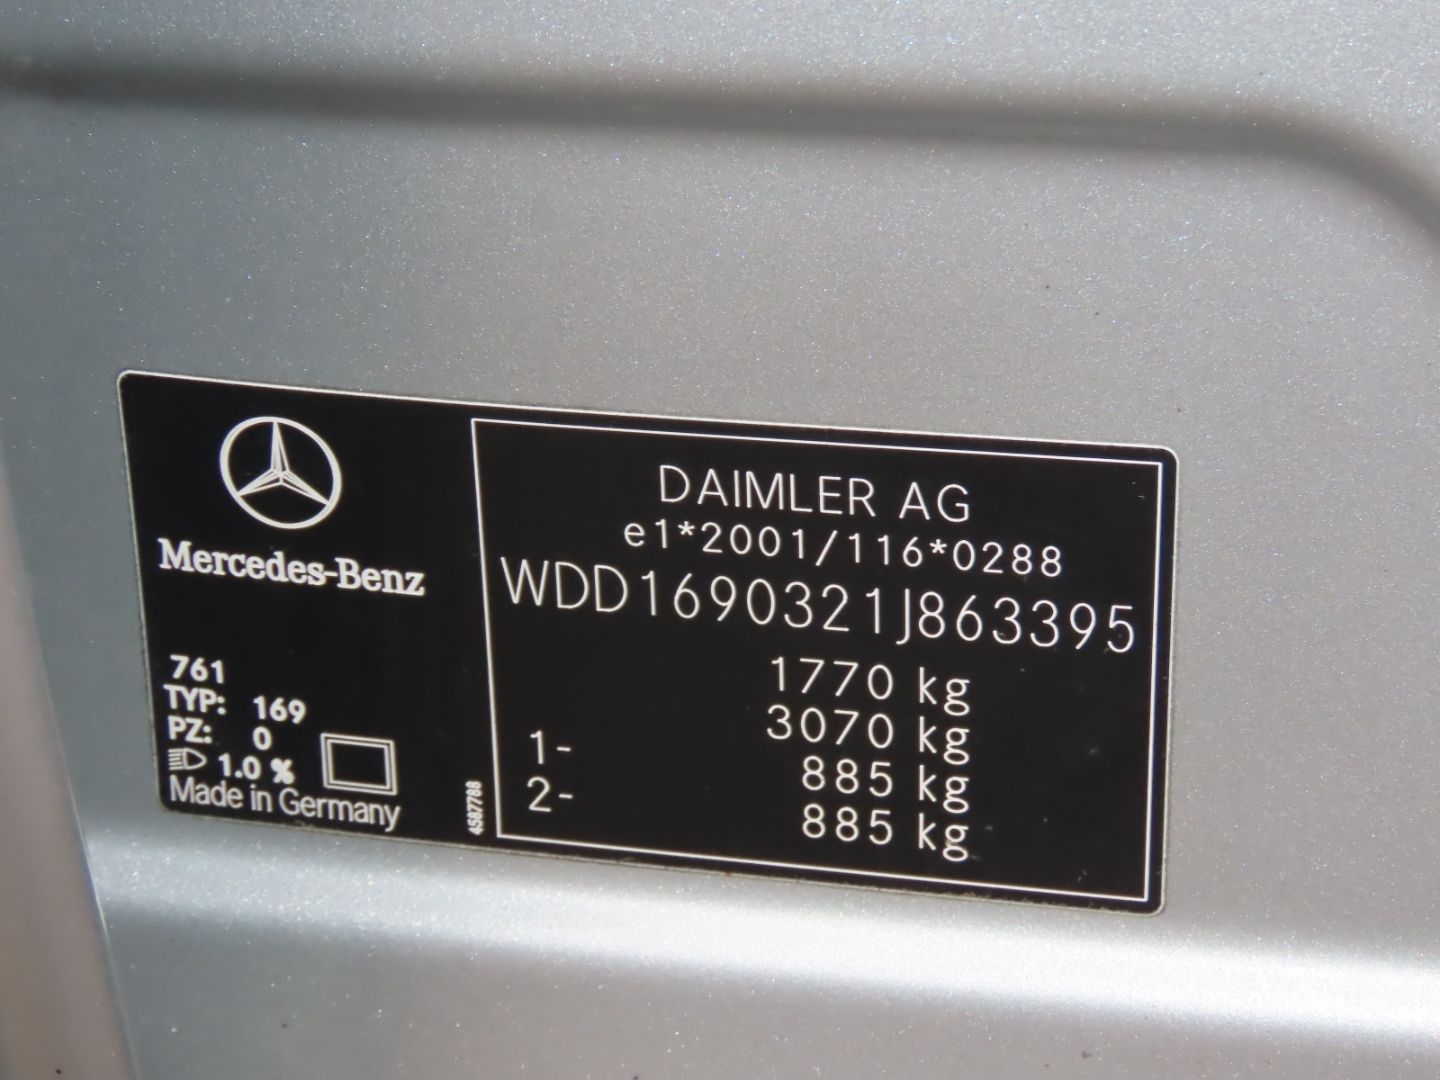 Mercedes-Benz
761
TYP: 169
PZ: 0
1.0 %
Made in Germany
4587788
DAIMLER AG
e1*2001/116*0288
WDD1690321J863395
1770 kg
3070 kg
1- 885 kg
2- 885 kg